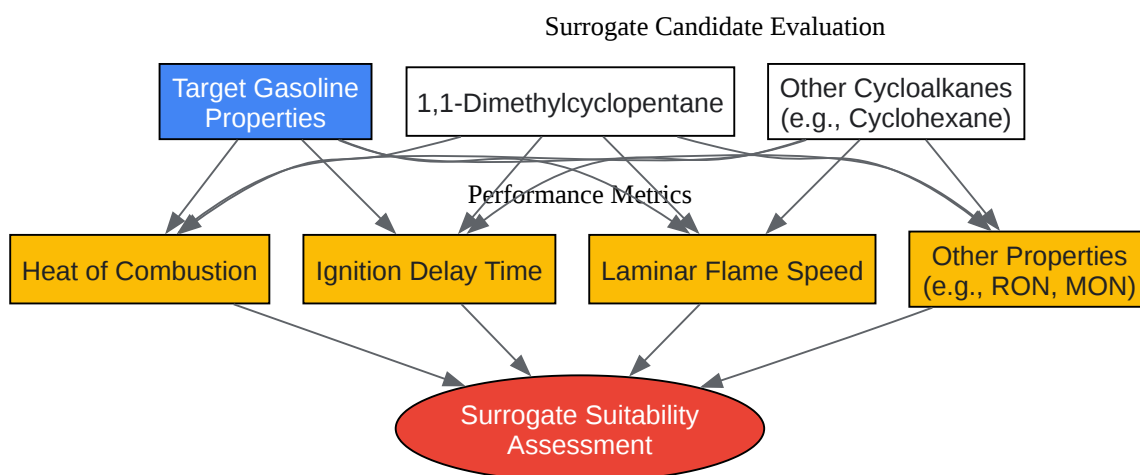 Surrogate Candidate Evaluation
Target Gasoline
Properties
1,1-Dimethylcyclopentane
Other Cycloalkanes
(e.g., Cyclohexane)
Performance Metrics
Heat of Combustion
Ignition Delay Time
Laminar Flame Speed
Other Properties
(e.g., RON, MON)
Surrogate Suitability
Assessment